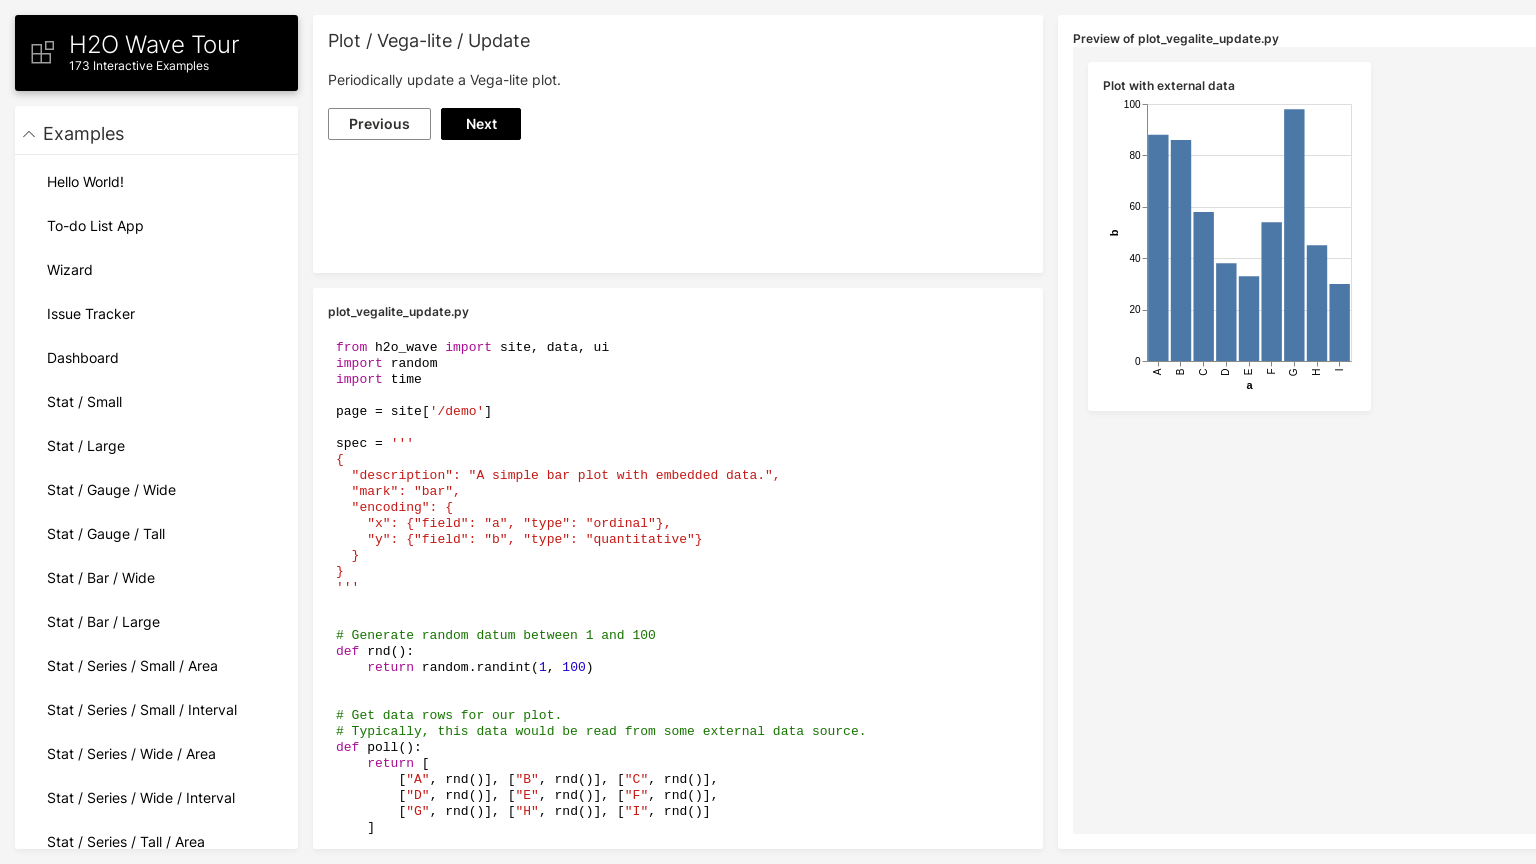 H2O Wave Tour
173 Interactive Examples
Examples
Hello World!
To-do List App
Wizard
Issue Tracker
Dashboard
Stat / Small
Stat / Large
Stat / Gauge / Wide
Stat / Gauge / Tall
Stat / Bar / Wide
Stat / Bar / Large
Stat / Series / Small / Area
Stat / Series / Small / Interval
Stat / Series / Wide / Area
Stat / Series / Wide / Interval
Stat / Series / Tall / Area
Plot / Vega-lite / Update
Periodically update a Vega-lite plot.
Previous Next
plot_vegalite_update.py
from h2o_wave import site, data, ui
import random
import time
page = site['/demo']
spec = '''
{
  "description": "A simple bar plot with embedded data.",
  "mark": "bar",
  "encoding": {
    "x": {"field": "a", "type": "ordinal"},
    "y": {"field": "b", "type": "quantitative"}
  }
}
'''
# Generate random datum between 1 and 100
def rnd():
    return random.randint(1, 100)
# Get data rows for our plot.
# Typically, this data would be read from some external data source.
def poll():
    return [
        ["A", rnd()], ["B", rnd()], ["C", rnd()],
        ["D", rnd()], ["E", rnd()], ["F", rnd()],
        ["G", rnd()], ["H", rnd()], ["I", rnd()]
    ]
Preview of plot_vegalite_update.py
Plot with external data
100
80
60
40
20
0
b
A B C D E F G H I
a